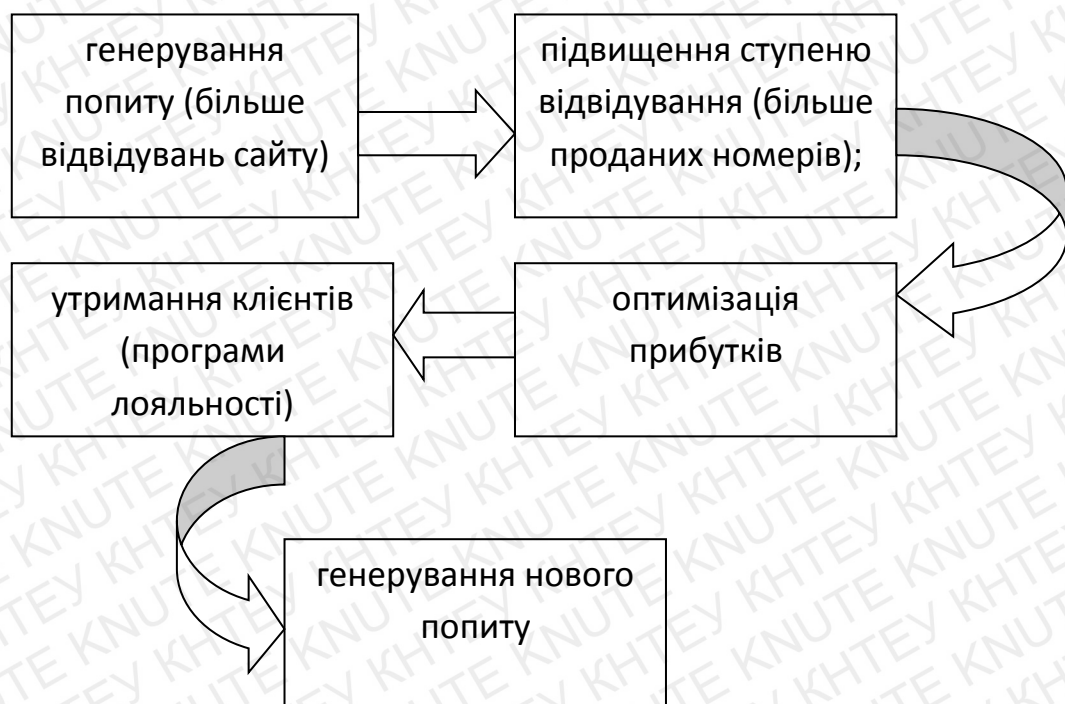 генерування
попиту (більше
відвідувань сайту)
підвищення ступеню
відвідування (більше
проданих номерів);
утримання клієнтів
(програми
лояльності)
оптимізація
прибутків
генерування нового
попиту